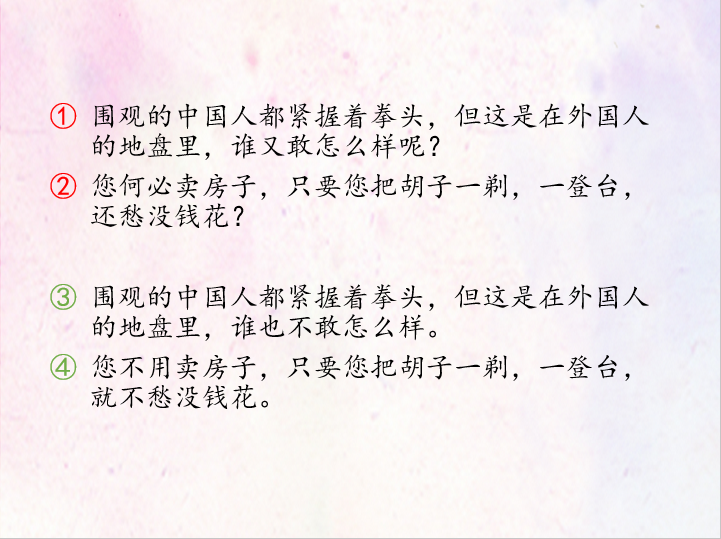 ① 围观的中国人都紧握着拳头，但这是在外国人
的地盘里，谁又敢怎么样呢？
② 您何必卖房子，只要您把胡子一剃，一登台，
还愁没钱花？
③ 围观的中国人都紧握着拳头，但这是在外国人
的地盘里，谁也不敢怎么样。
④ 您不用卖房子，只要您把胡子一剃，一登台，
就不愁没钱花。